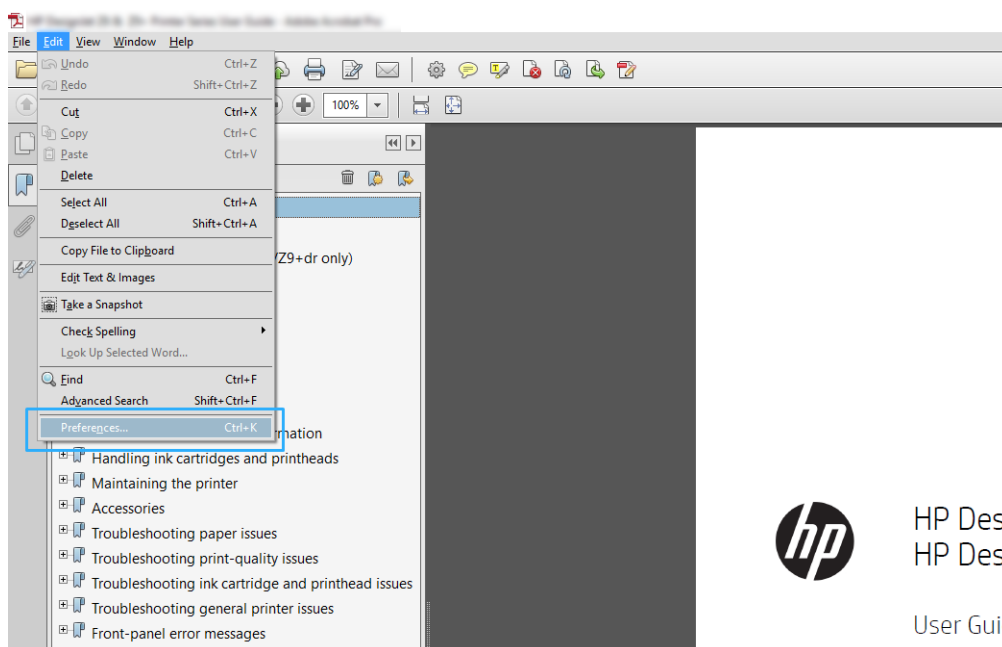 HP DesignJet Z6 & Z9+ Printer Series User Guide - Adobe Acrobat Pro
File Edit View Window Help
Undo Ctrl+Z
Redo Shift+Ctrl+Z
100%
Cut Ctrl+X
Copy Ctrl+C
Paste Ctrl+V
Delete
Select All Ctrl+A
Deselect All Shift+Ctrl+A
Copy File to Clipboard
/Z9+dr only)
Edit Text & Images
Take a Snapshot
Check Spelling
Look Up Selected Word...
Find Ctrl+F
Advanced Search Shift+Ctrl+F
Preferences... Ctrl+K
rmation
Handling ink cartridges and printheads
Maintaining the printer
Accessories
Troubleshooting paper issues
Troubleshooting print-quality issues
Troubleshooting ink cartridge and printhead issues
Troubleshooting general printer issues
Front-panel error messages
hp
HP Des
HP Des
User Gui